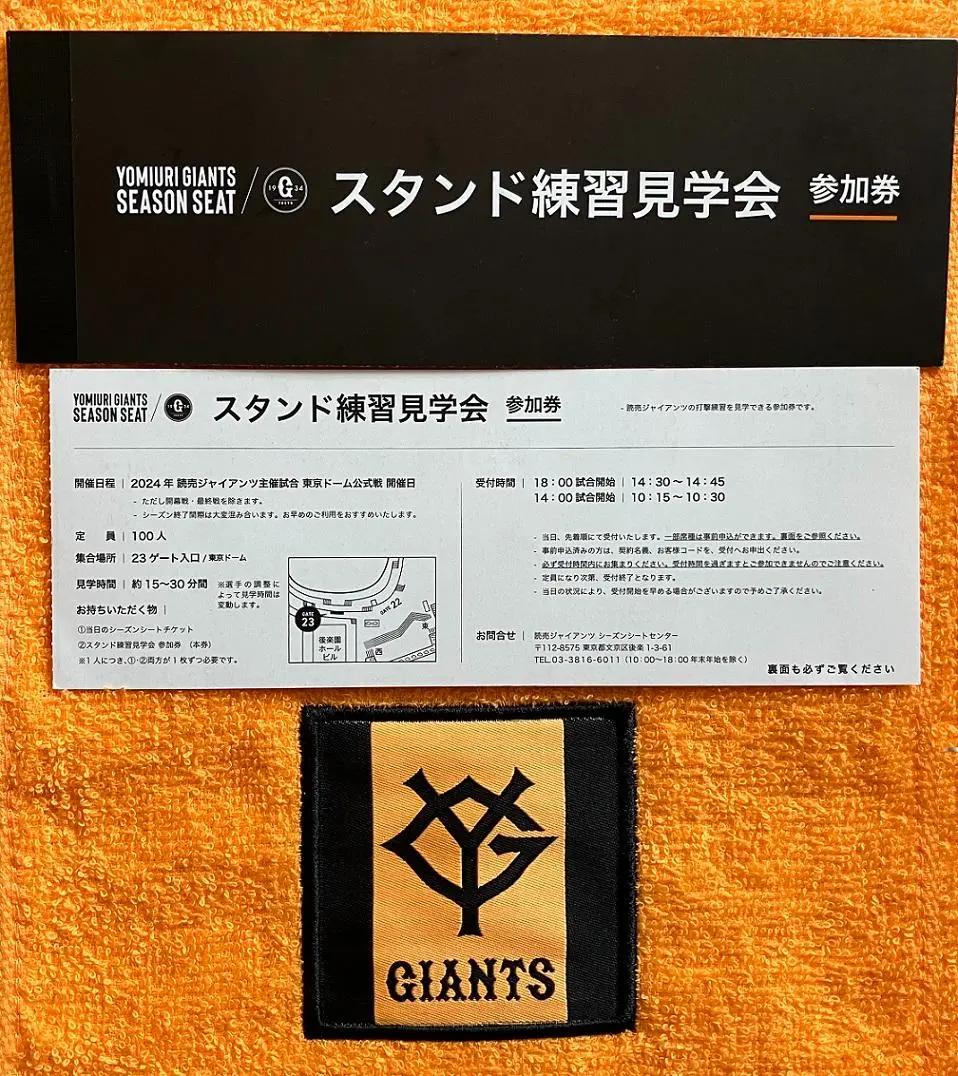 YOMIURI GIANTS
SEASON SEAT
19 G 34
TOKYO
スタンド練習見学会 参加券
YOMIURI GIANTS
SEASON SEAT
スタンド練習見学会 参加券
- 読売ジャイアンツの打撃練習を見学できる参加券です。
開催日程 | 2024年 読売ジャイアンツ主催試合 東京ドーム公式戦 開催日
- ただし開幕戦・最終戦を除きます。
- シーズン終了間際は大変混み合います。お早めのご利用をおすすめいたします。
定 員 | 100人
集合場所 | 23ゲート入口 / 東京ドーム
見学時間 | 約15〜30分間
※選手の調整に
よって見学時間は
変動します。
お持ちいただく物 |
①当日のシーズンシートチケット
②スタンド練習見学会 参加券 (本券)
※1人につき、①·②両方が1枚ずつ必要です。
GATE
23
GATE 22
後楽園
ホール
ビル
東
西
受付時間 | 18:00 試合開始 | 14:30〜14:45
14:00 試合開始 | 10:15〜10:30
- 当日、先着順にて受付いたします。一部席種は事前申込ができます。裏面をご参照ください。
- 事前申込済みの方は、契約名義、お客様コードを、受付へお申出ください。
- 必ず受付時間内にお集まりください。受付時間を過ぎますとご参加できませんのでご注意ください。
- 定員になり次第、受付終了となります。
- 当日の状況により、受付開始を早める場合がございますので予めご了承ください。
お問合せ | 読売ジャイアンツ シーズンシートセンター
〒112-8575 東京都文京区後楽 1-3-61
TEL.03-3816-6011 (10:00〜18:00 年末年始を除く)
裏面も必ずご覧ください
GIANTS